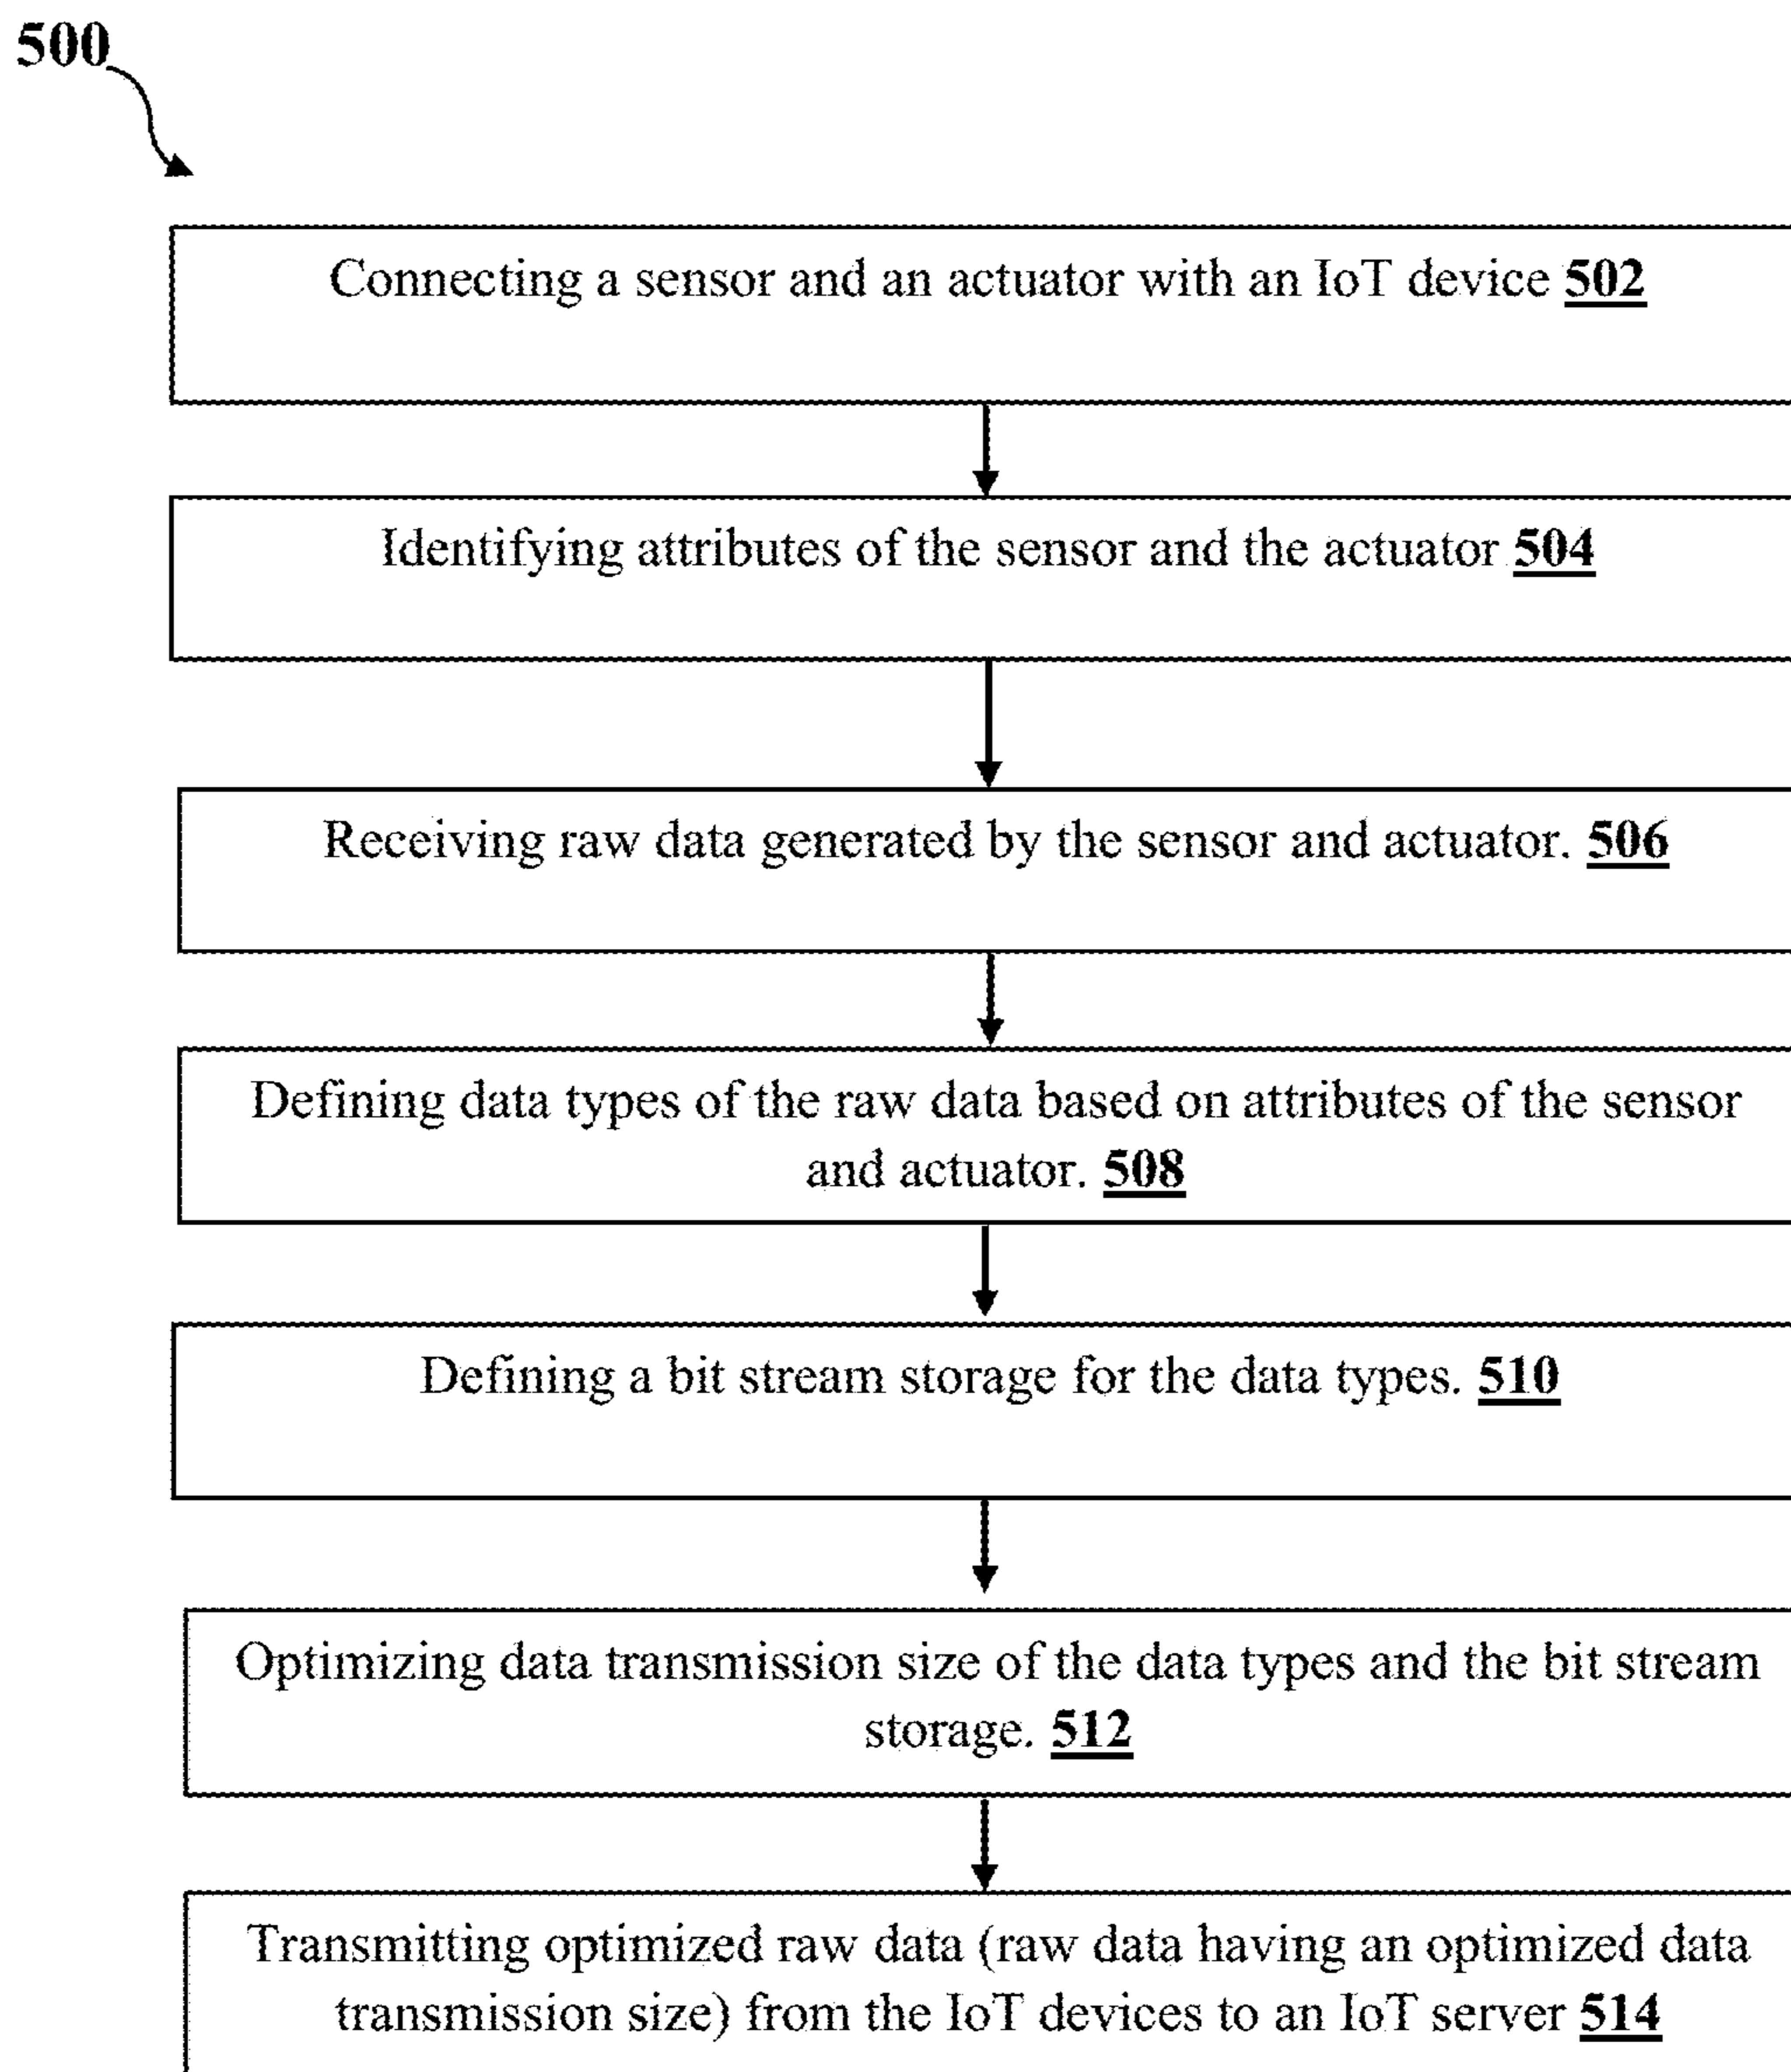 500
Connecting a sensor and an actuator with an IoT device 502
Identifying attributes of the sensor and the actuator 504
Receiving raw data generated by the sensor and actuator. 506
Defining data types of the raw data based on attributes of the sensor
and actuator. 508
Defining a bit stream storage for the data types. 510
Optimizing data transmission size of the data types and the bit stream
storage. 512
Transmitting optimized raw data (raw data having an optimized data
transmission size) from the IoT devices to an IoT server 514